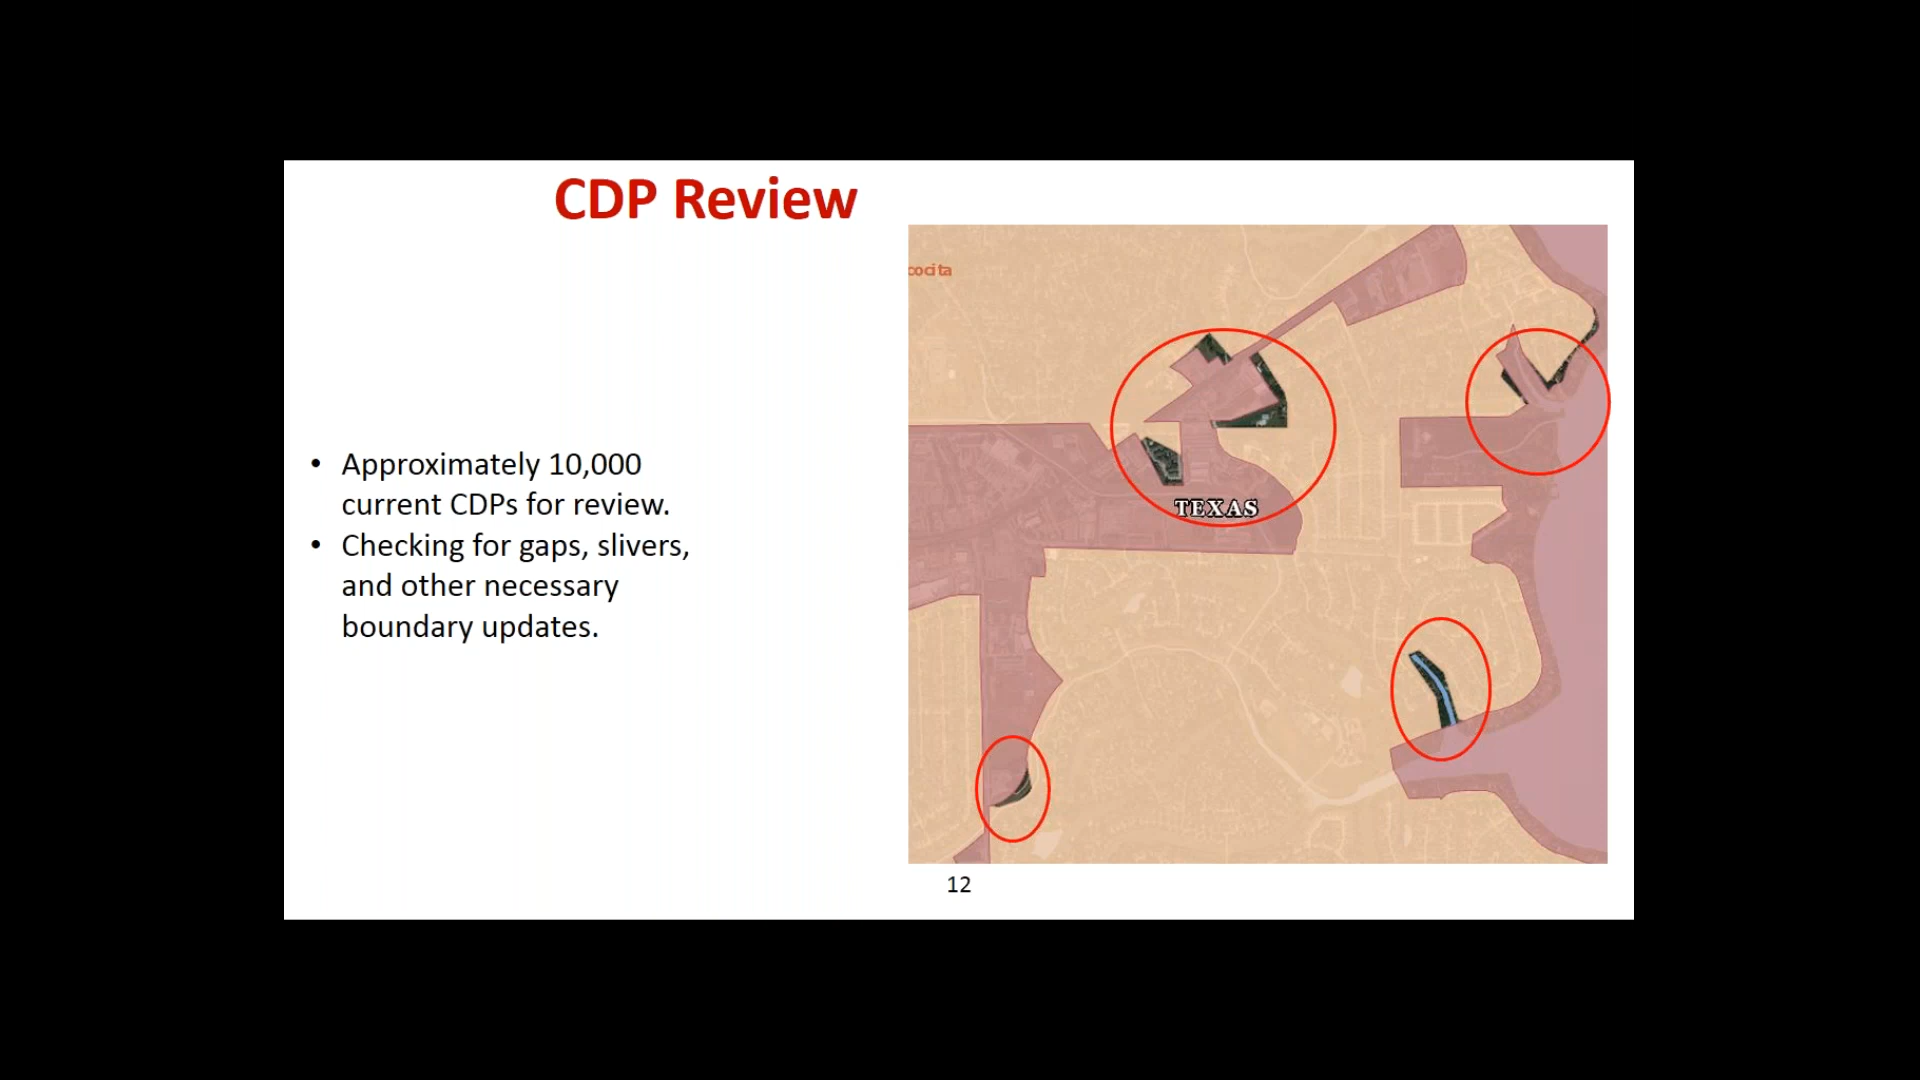 CDP Review
cocita
• Approximately 10,000
current CDPs for review.
• Checking for gaps, slivers,
and other necessary
boundary updates.
TEXAS
12